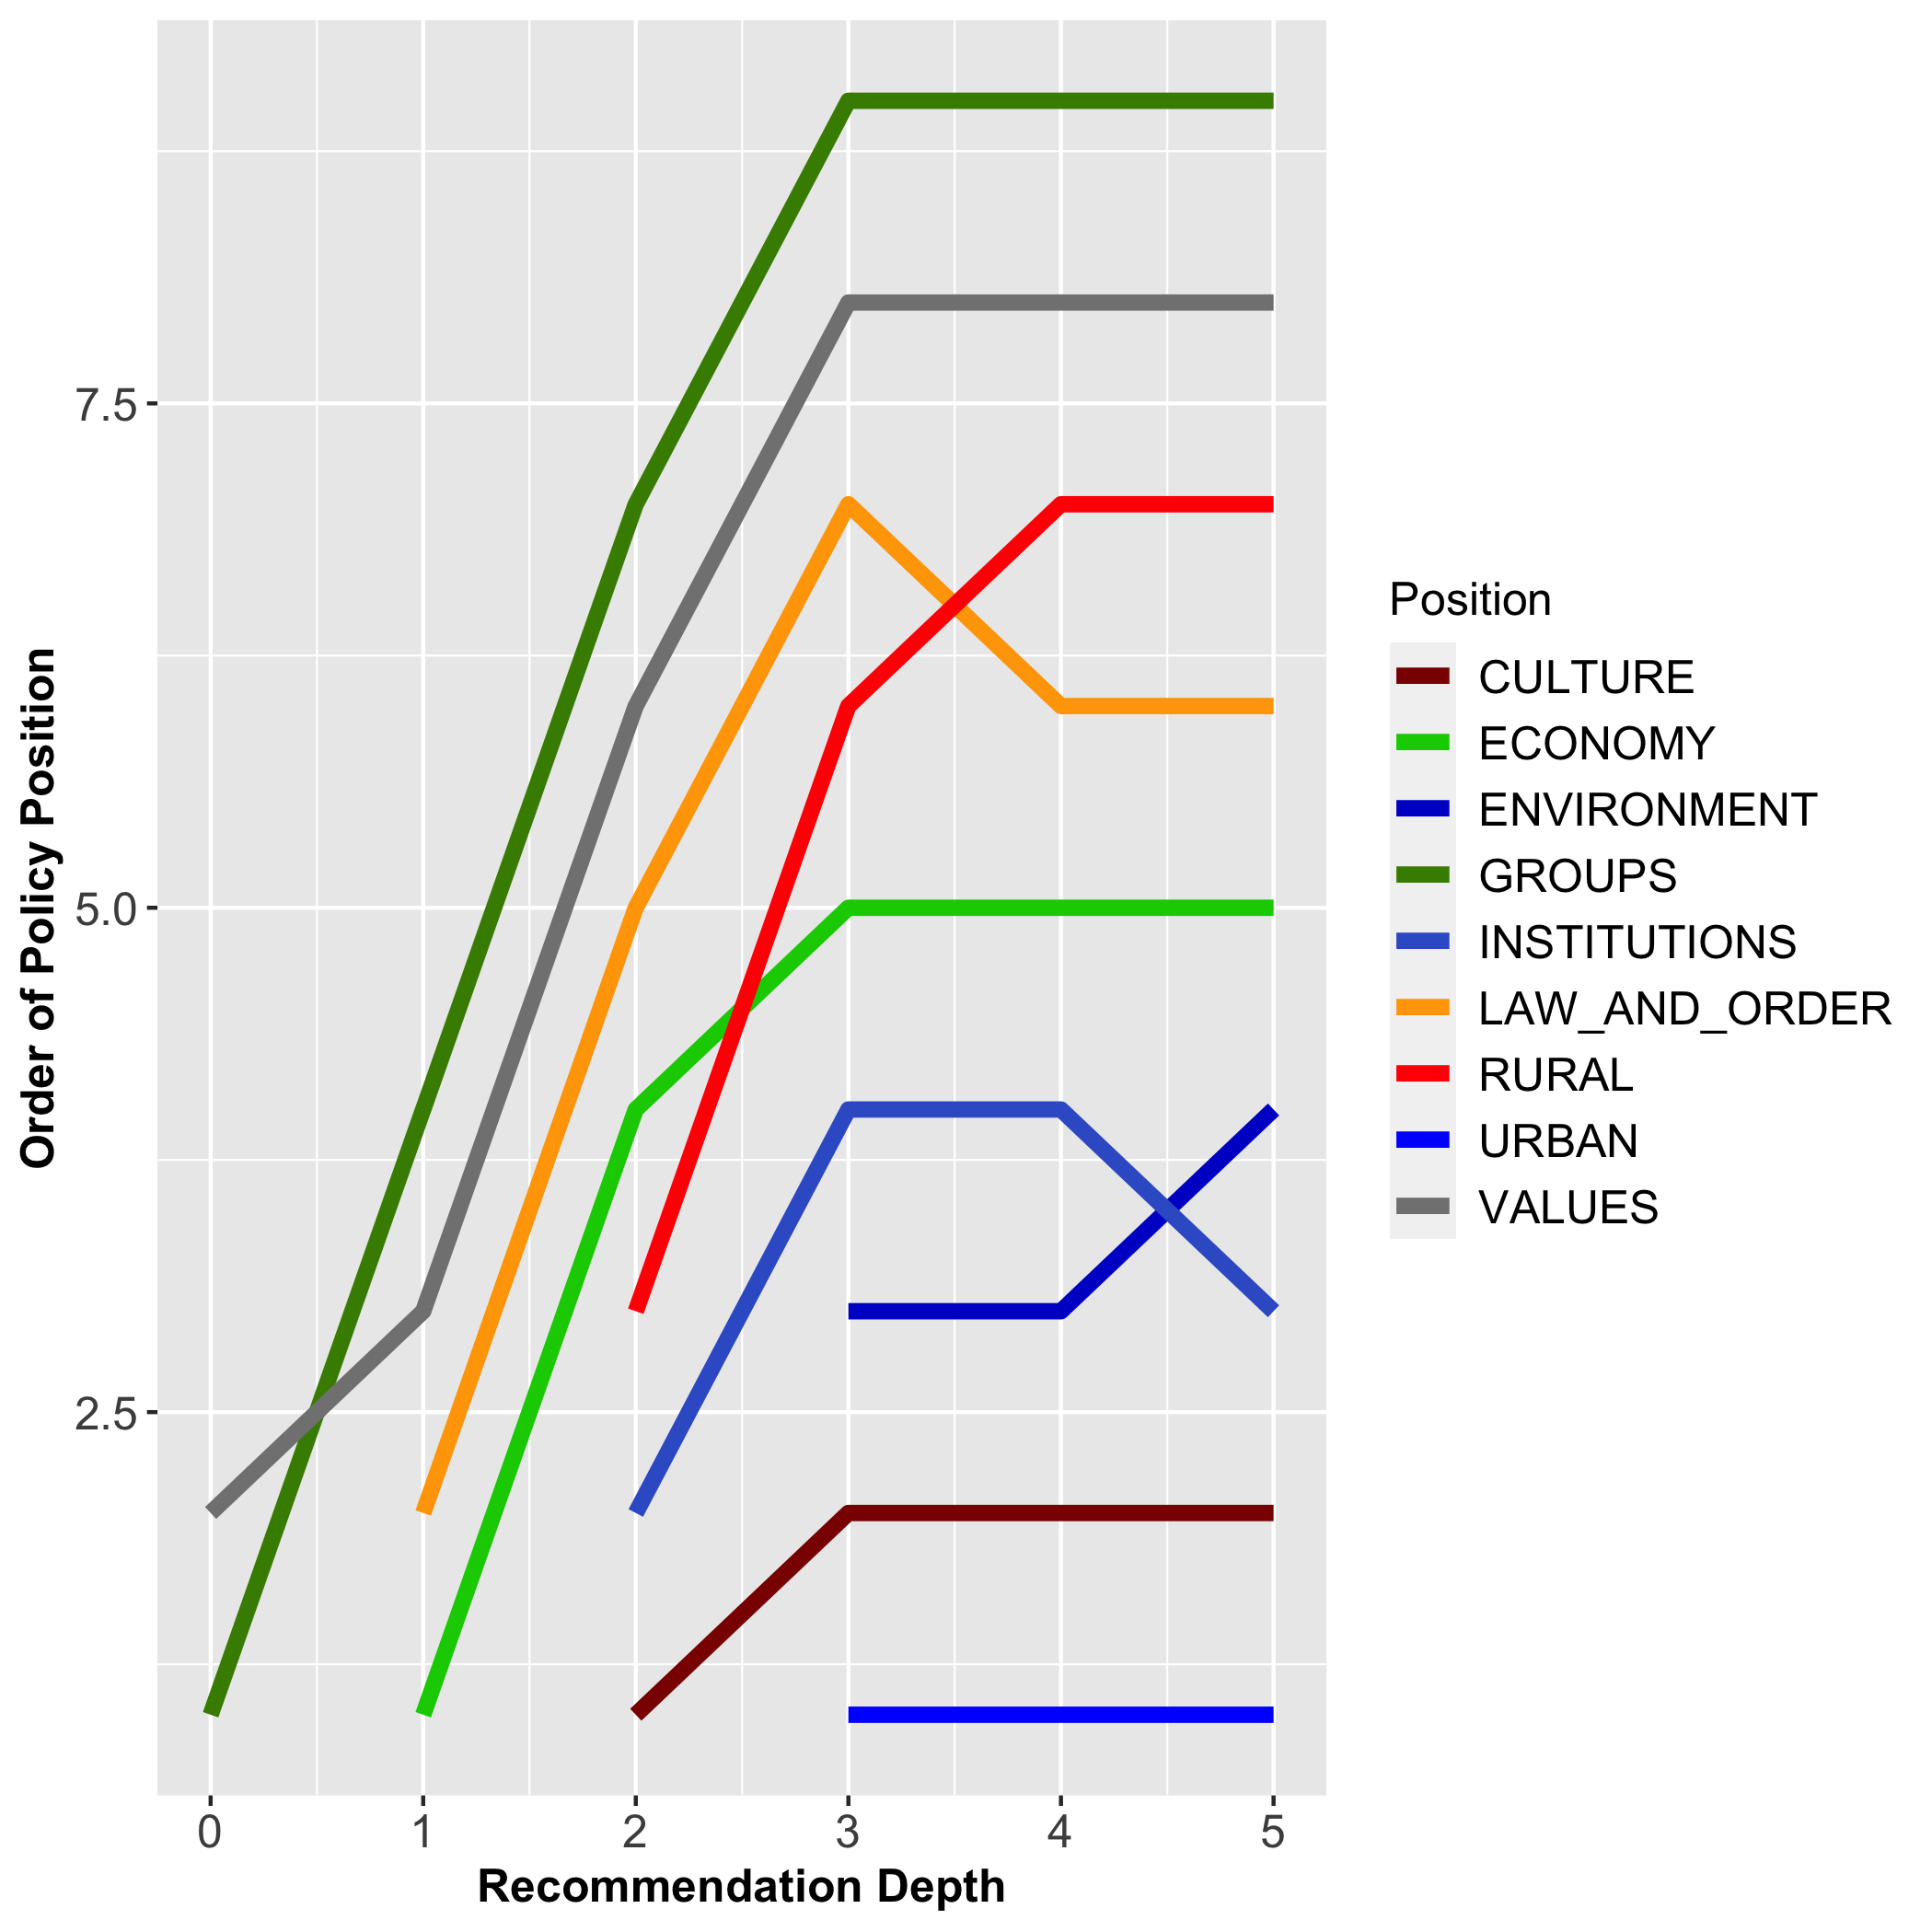 7.5
5.0
2.5
Order of Policy Position
0 1 2 3 4 5
Recommendation Depth
Position
CULTURE
ECONOMY
ENVIRONMENT
GROUPS
INSTITUTIONS
LAW_AND_ORDER
RURAL
URBAN
VALUES